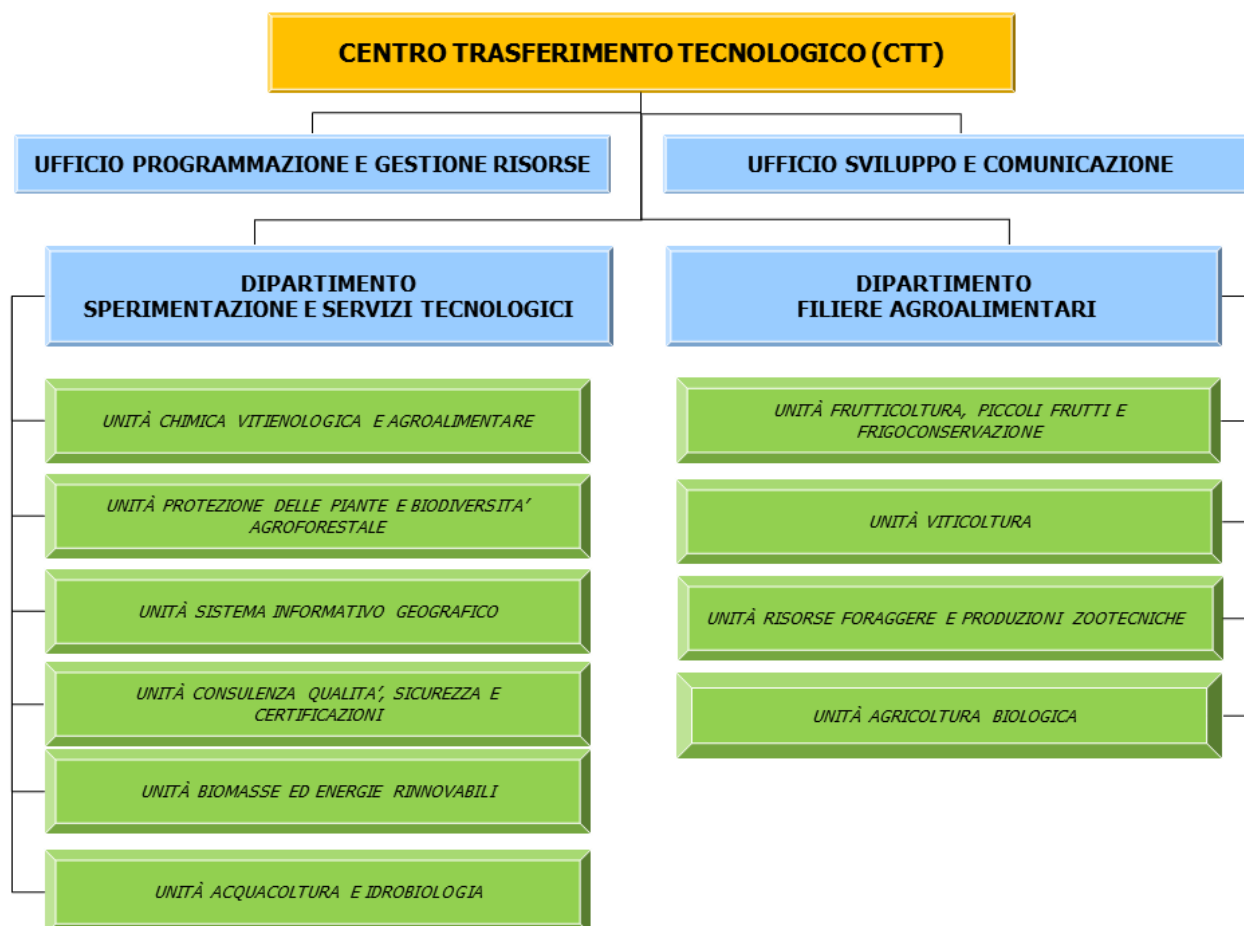 CENTRO TRASFERIMENTO TECNOLOGICO (CTT)
UFFICIO PROGRAMMAZIONE E GESTIONE RISORSE
UFFICIO SVILUPPO E COMUNICAZIONE
DIPARTIMENTO
SPERIMENTAZIONE E SERVIZI TECNOLOGICI
UNITÀ CHIMICA VITIENOLOGICA E AGROALIMENTARE
UNITÀ PROTEZIONE DELLE PIANTE E BIODIVERSITA’
AGROFORESTALE
UNITÀ SISTEMA INFORMATIVO GEOGRAFICO
UNITÀ CONSULENZA QUALITA’, SICUREZZA E
CERTIFICAZIONI
UNITÀ BIOMASSE ED ENERGIE RINNOVABILI
UNITÀ ACQUACOLTURA E IDROBIOLOGIA
DIPARTIMENTO
FILIERE AGROALIMENTARI
UNITÀ FRUTTICOLTURA, PICCOLI FRUTTI E
FRIGOCONSERVAZIONE
UNITÀ VITICOLTURA
UNITÀ RISORSE FORAGGERE E PRODUZIONI ZOOTECNICHE
UNITÀ AGRICOLTURA BIOLOGICA